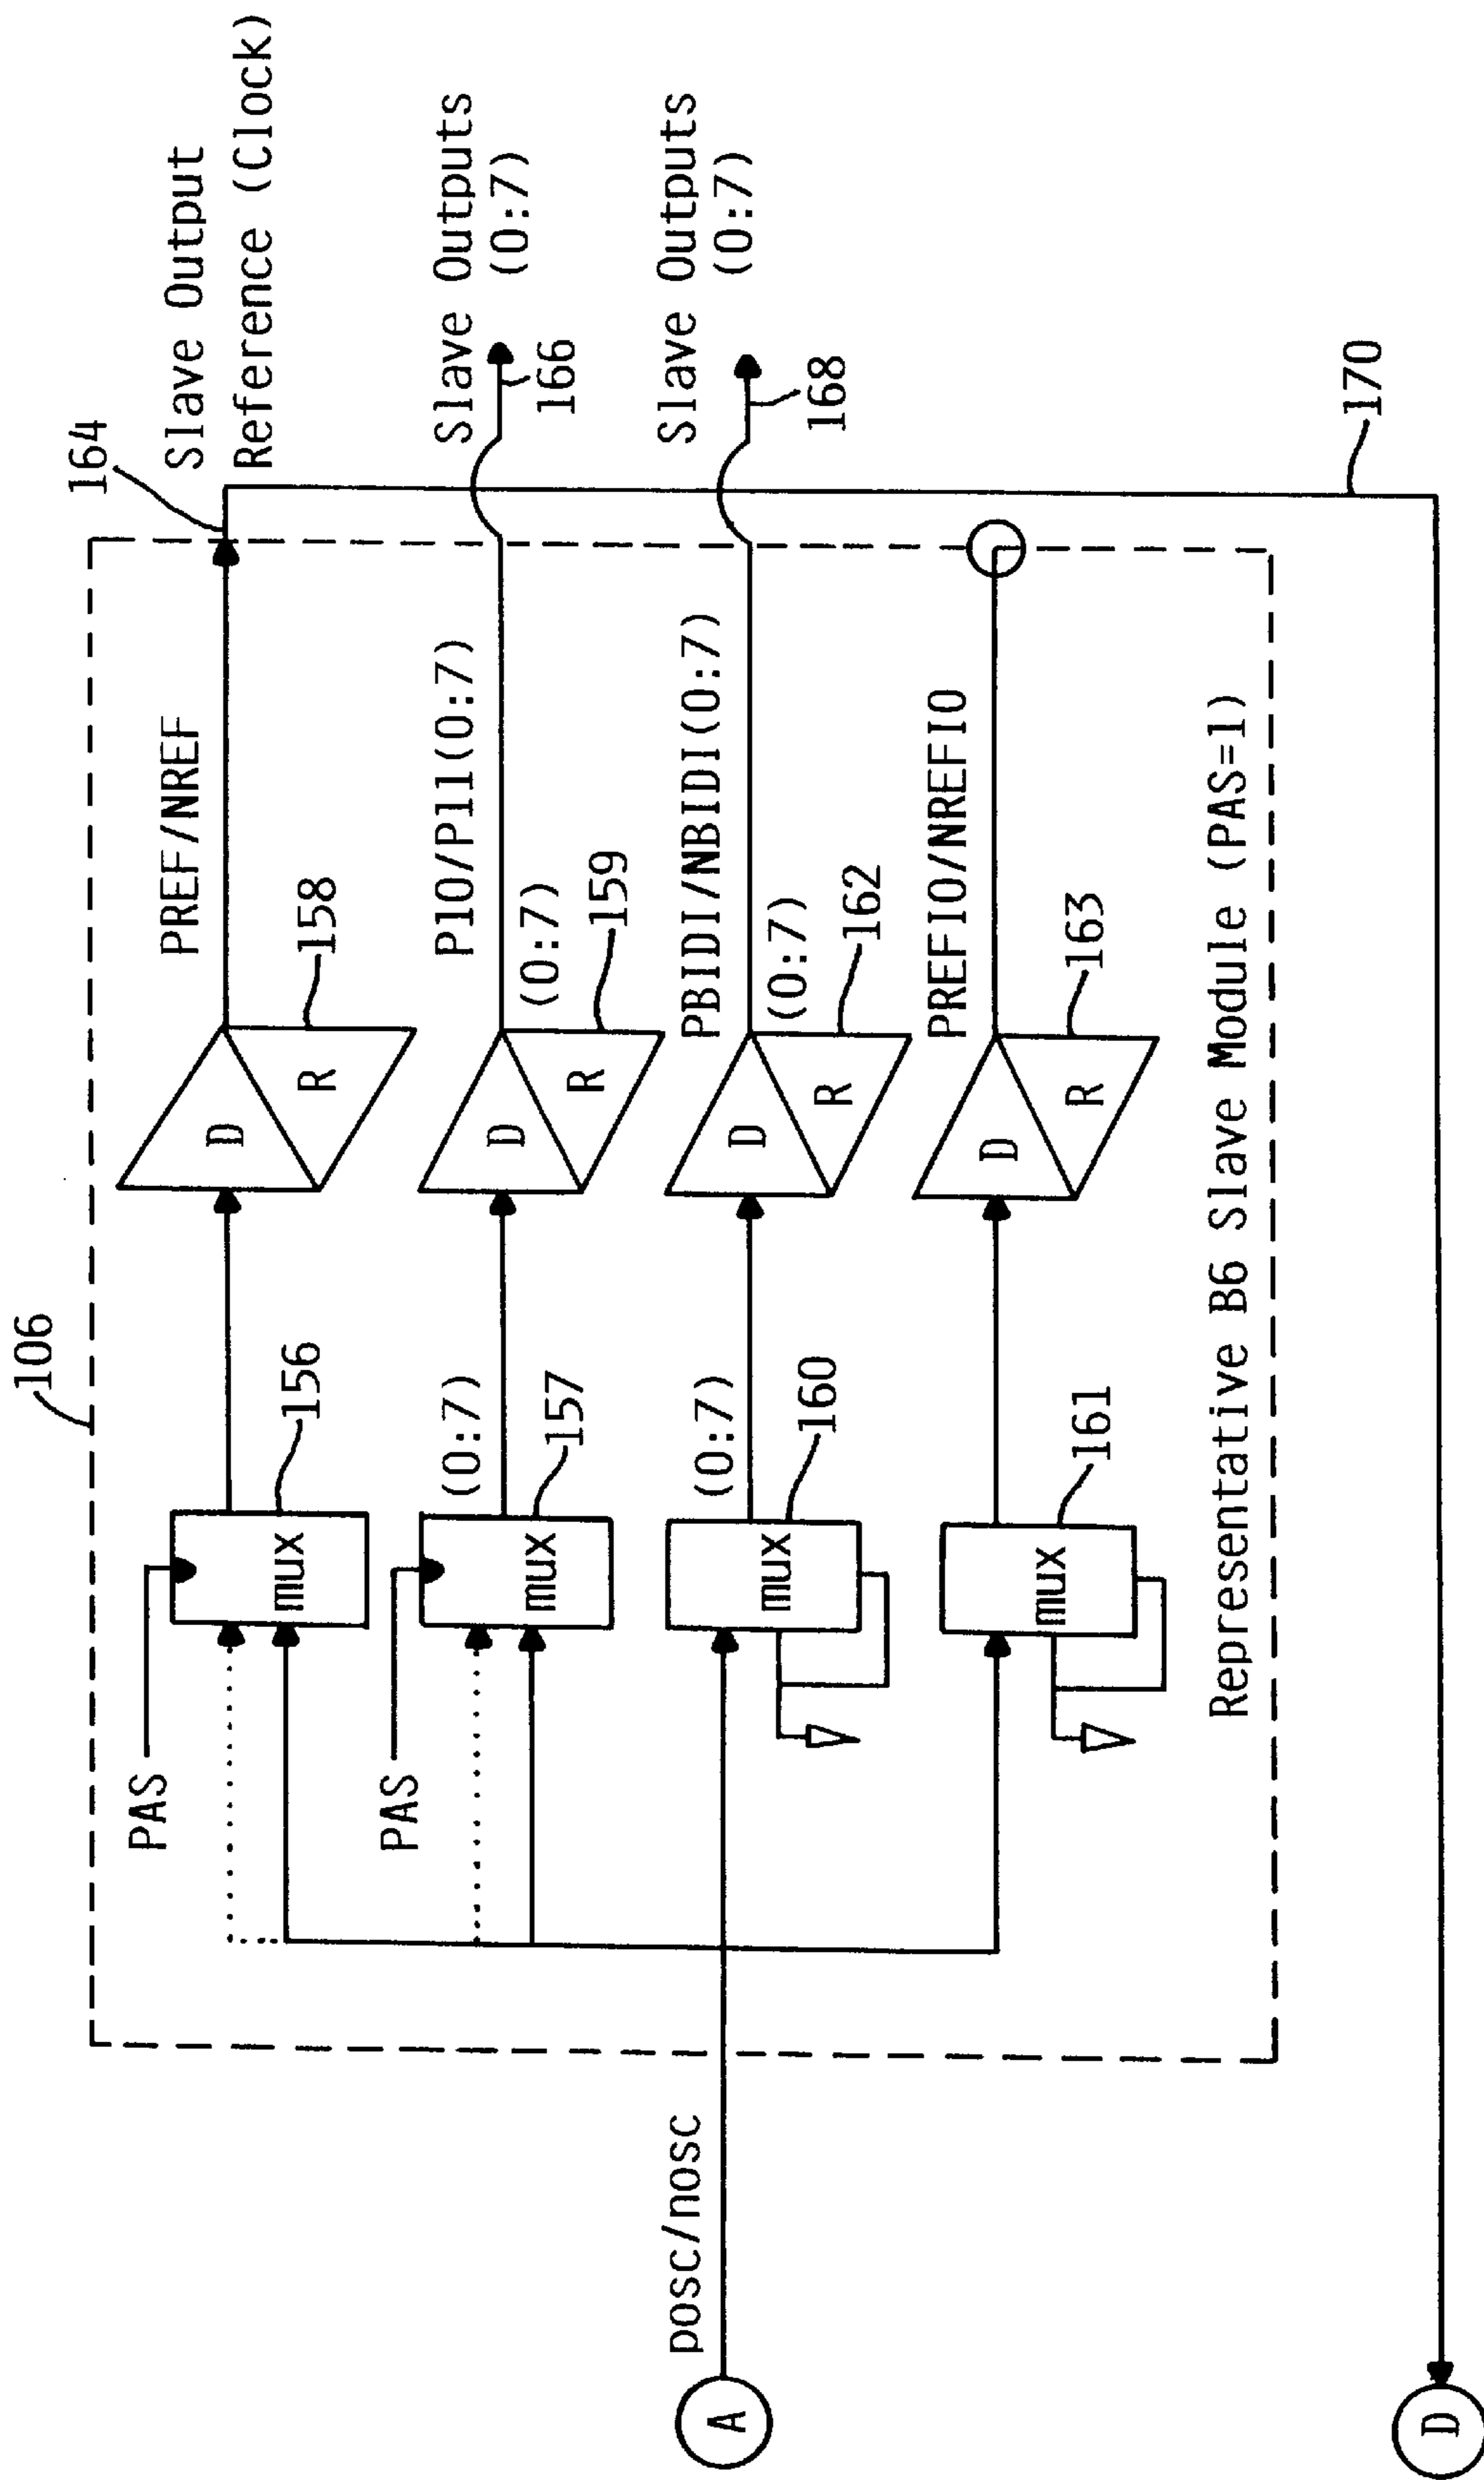 106
164
Slave Output
Reference (Clock)
PAS
mux
156
D
R
158
PREF/NREF
PAS
mux
157
(0:7)
D
R
159
(0:7)
P10/P11(0:7)
Slave Outputs
(0:7)
166
A
posc/nosc
mux
160
(0:7)
D
R
162
(0:7)
PBIDI/NBIDI(0:7)
Slave Outputs
(0:7)
168
mux
161
D
R
163
PREFIO/NREFIO
Representative B6 Slave Module (PAS=1)
170
D